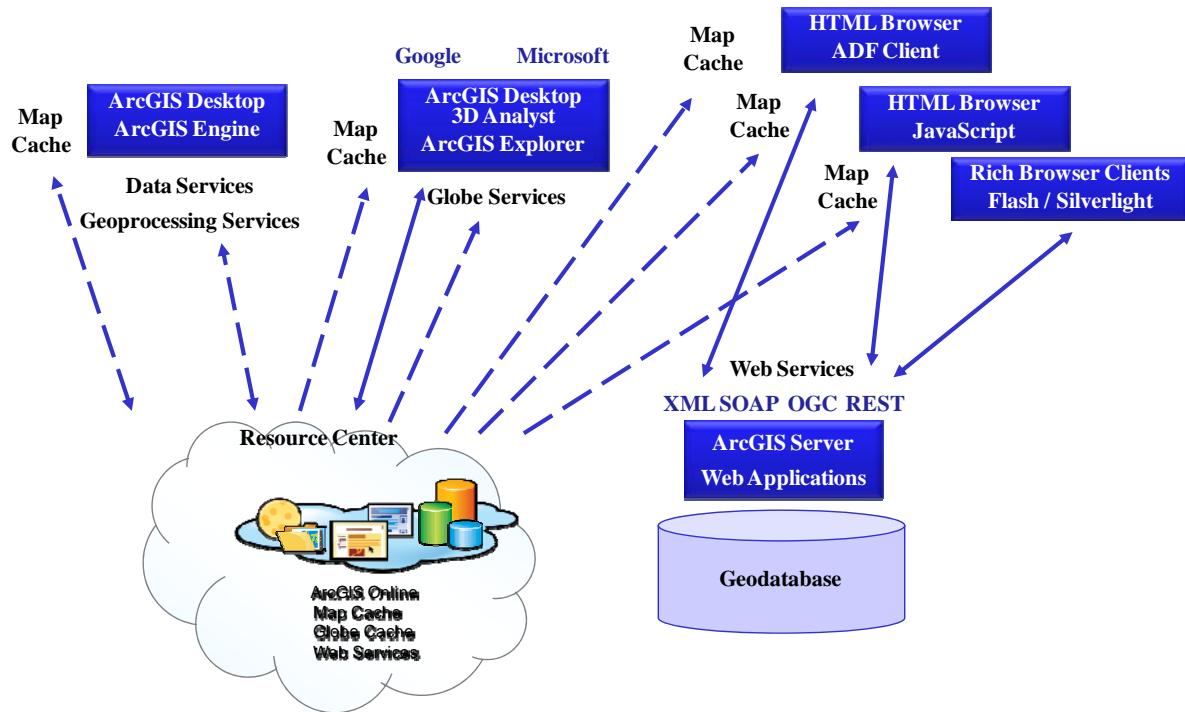 Map
Cache
ArcGIS Desktop
ArcGIS Engine
Data Services
Geoprocessing Services
Google
Microsoft
Map
Cache
ArcGIS Desktop
3D Analyst
ArcGIS Explorer
Globe Services
Map
Cache
HTML Browser
ADF Client
Map
Cache
HTML Browser
JavaScript
Map
Cache
Rich Browser Clients
Flash / Silverlight
Resource Center
ArcGIS Online
Map Cache
Globe Cache
Web Services
Web Services
XML SOAP OGC REST
ArcGIS Server
Web Applications
Geodatabase